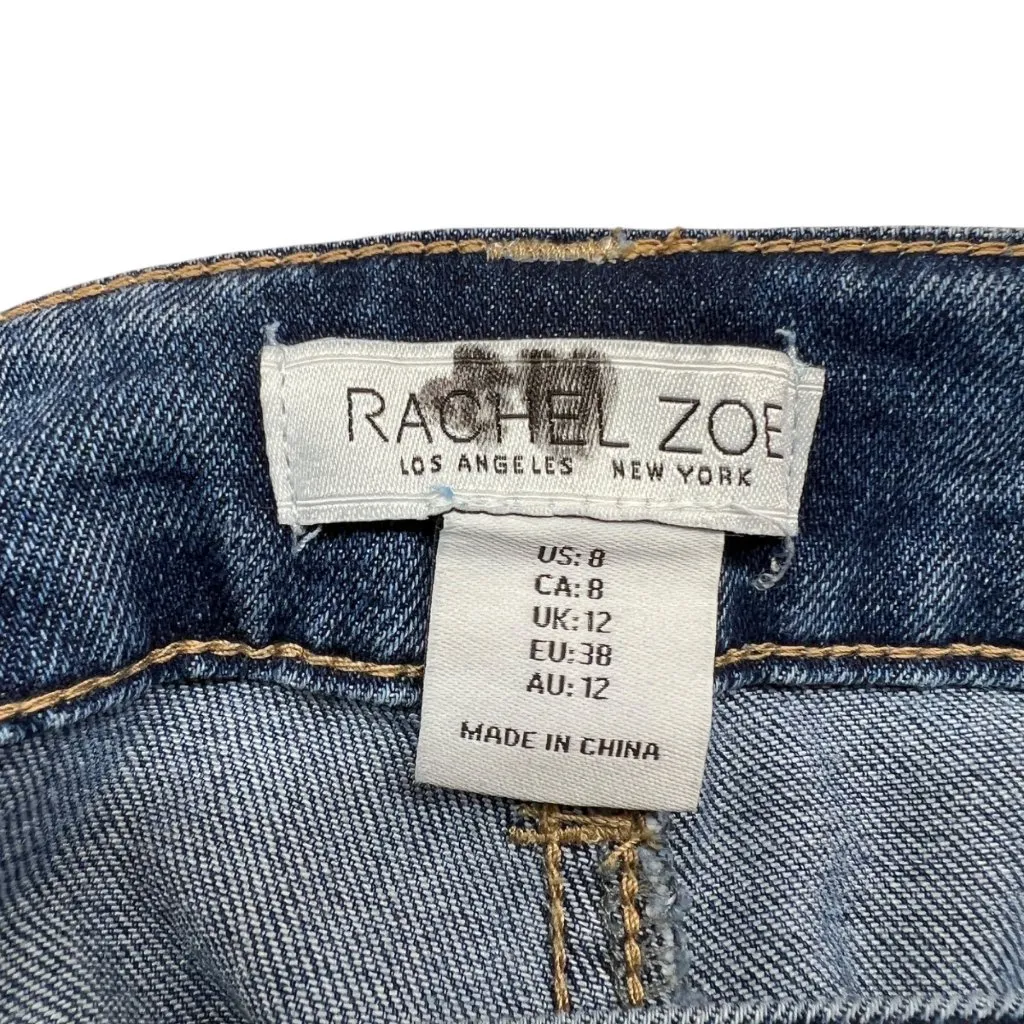 RACHEL ZOE
LOS ANGELES NEW YORK
US: 8
CA: 8
UK: 12
EU: 38
AU: 12
MADE IN CHINA